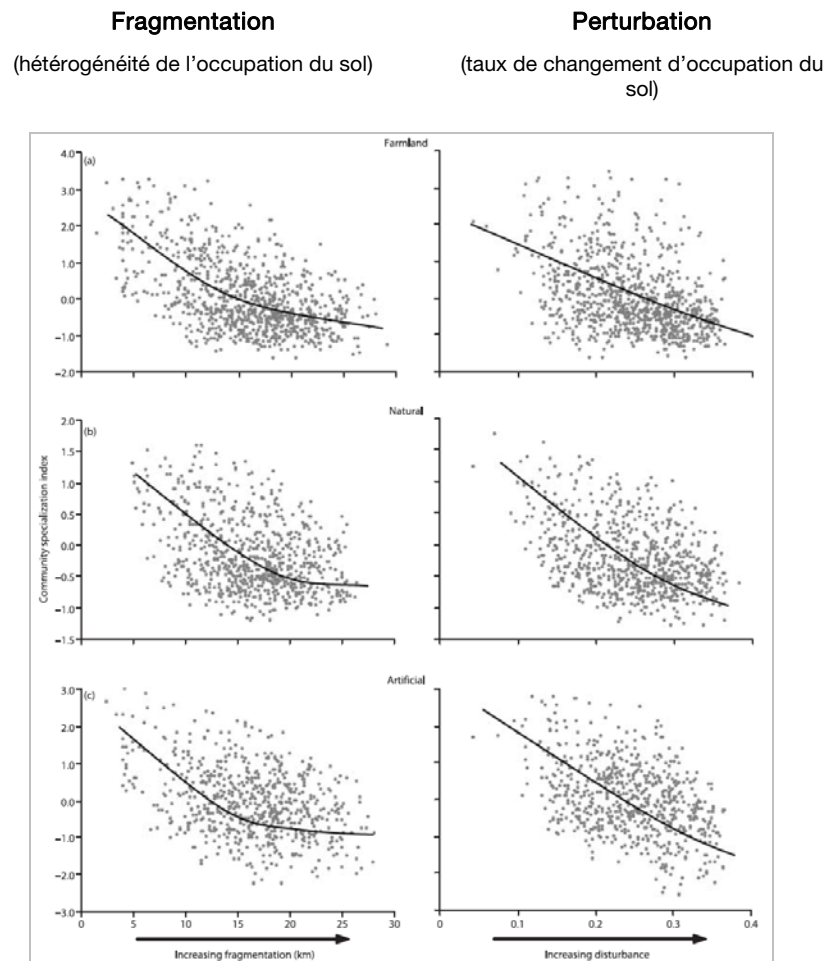 Fragmentation
(hétérogénéité de l'occupation du sol)
Perturbation
(taux de changement d'occupation du
sol)
Farmland
(a)
4.0
3.0
2.0
1.0
0.0
−1.0
−2.0
Natural
(b)
2.0
1.5
1.0
0.5
0.0
−0.5
−1.0
−1.5
Community specialization index
Artificial
(c)
3.0
2.0
1.0
0.0
−1.0
−2.0
−3.0
0 5 10 15 20 25 30
0 0.1 0.2 0.3 0.4
Increasing fragmentation (km)
Increasing disturbance